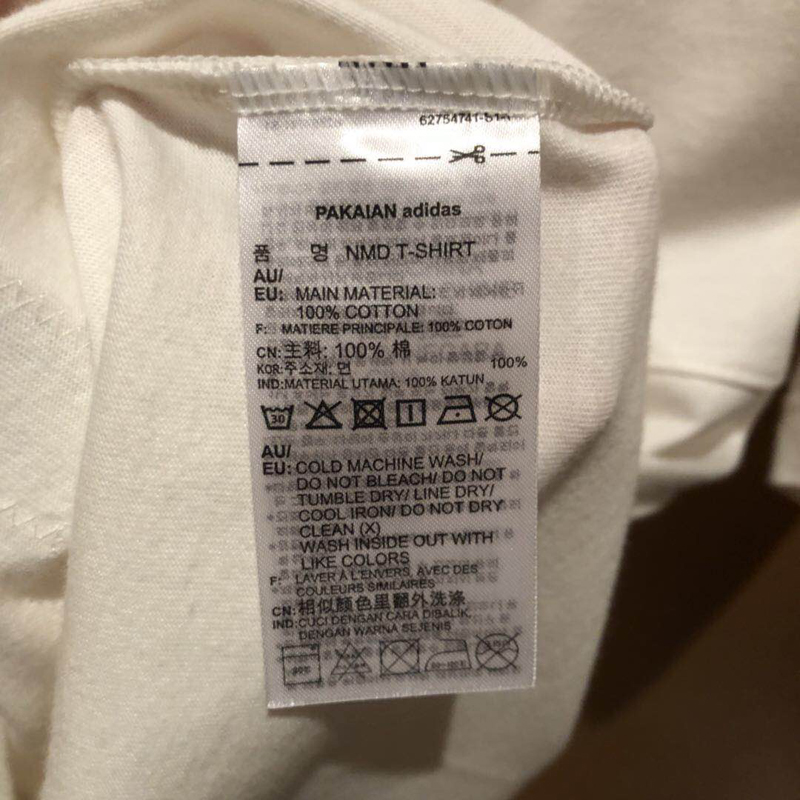 PAKAIAN adidas
품 명 NMD T-SHIRT
AU/
EU: MAIN MATERIAL:
100% COTTON
F: MATIERE PRINCIPALE: 100% COTON
CN:主料: 100% 棉
KOR:주소재: 면 100%
IND:MATERIAL UTAMA: 100% KATUN
30
AU/
EU: COLD MACHINE WASH/
DO NOT BLEACH/ DO NOT
TUMBLE DRY/ LINE DRY/
COOL IRON/ DO NOT DRY
CLEAN (X)
WASH INSIDE OUT WITH
LIKE COLORS
F: LAVER À L'ENVERS, AVEC DES
COULEURS SIMILAIRES
CN:相似顏色里翻外洗滌
IND:CUCI DENGAN CARA DIBALIK,
DENGAN WARNA SEJENIS